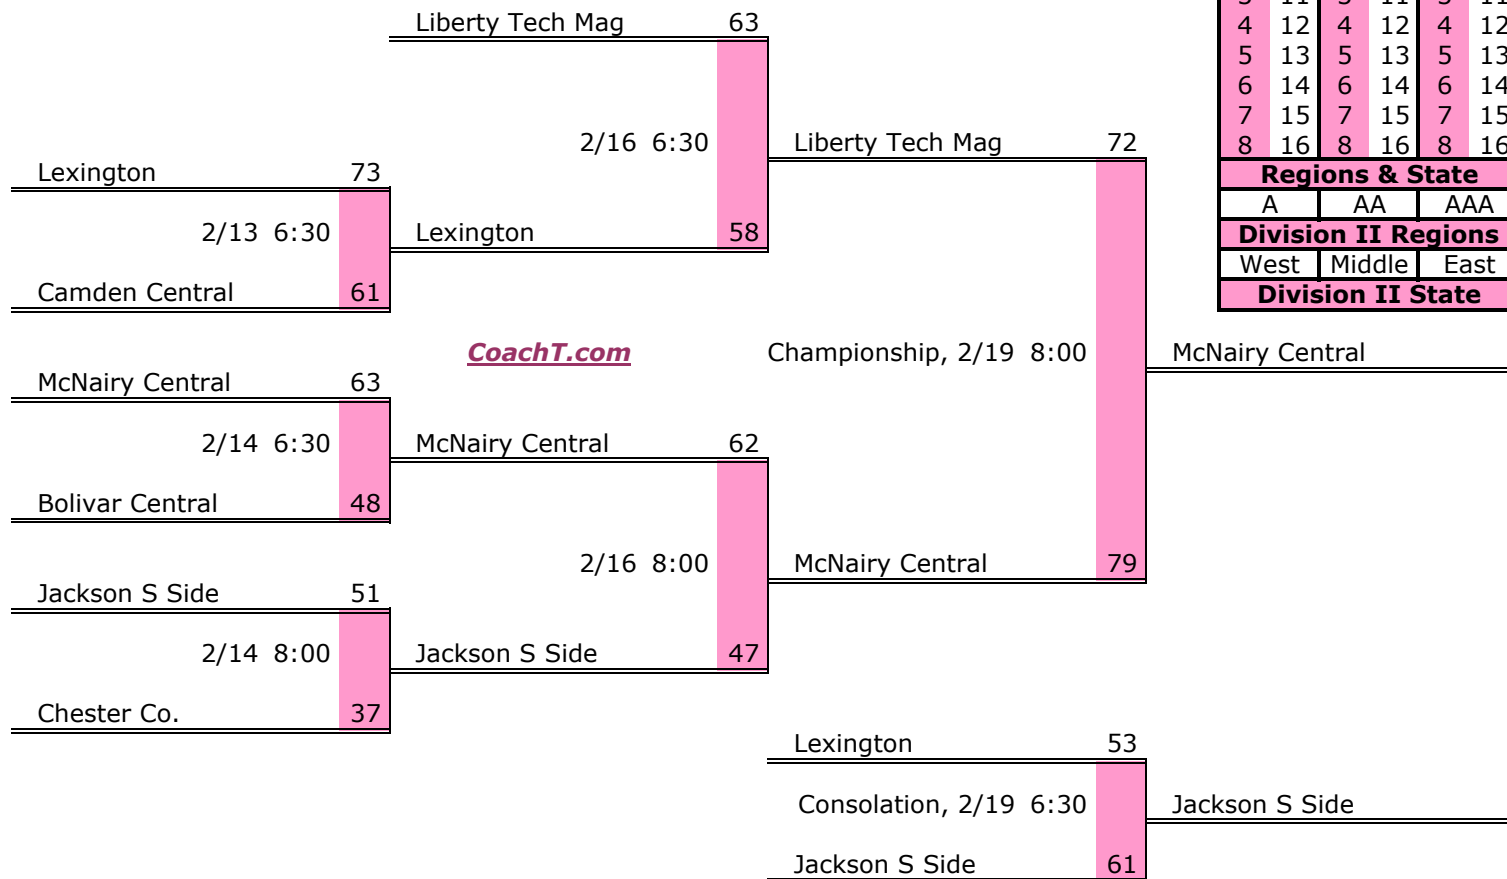 Liberty Tech Mag 63
4 12 4 12 4 12
5 13 5 13 5 13
6 14 6 14 6 14
7 15 7 15 7 15
2/16 6:30 Liberty Tech Mag 72 8 16 8 16 8 16
Lexington 73 Regions & State
A AA AAA
2/13 6:30 Lexington 58 Division II Regions
West Middle East
Camden Central 61 Division II State
CoachT.com Championship, 2/19 8:00 McNairy Central
McNairy Central 63
2/14 6:30 McNairy Central 62
Bolivar Central 48
2/16 8:00 McNairy Central 79
Jackson S Side 51
2/14 8:00 Jackson S Side 47
Chester Co. 37
Lexington 53
Consolation, 2/19 6:30 Jackson S Side
Jackson S Side 61